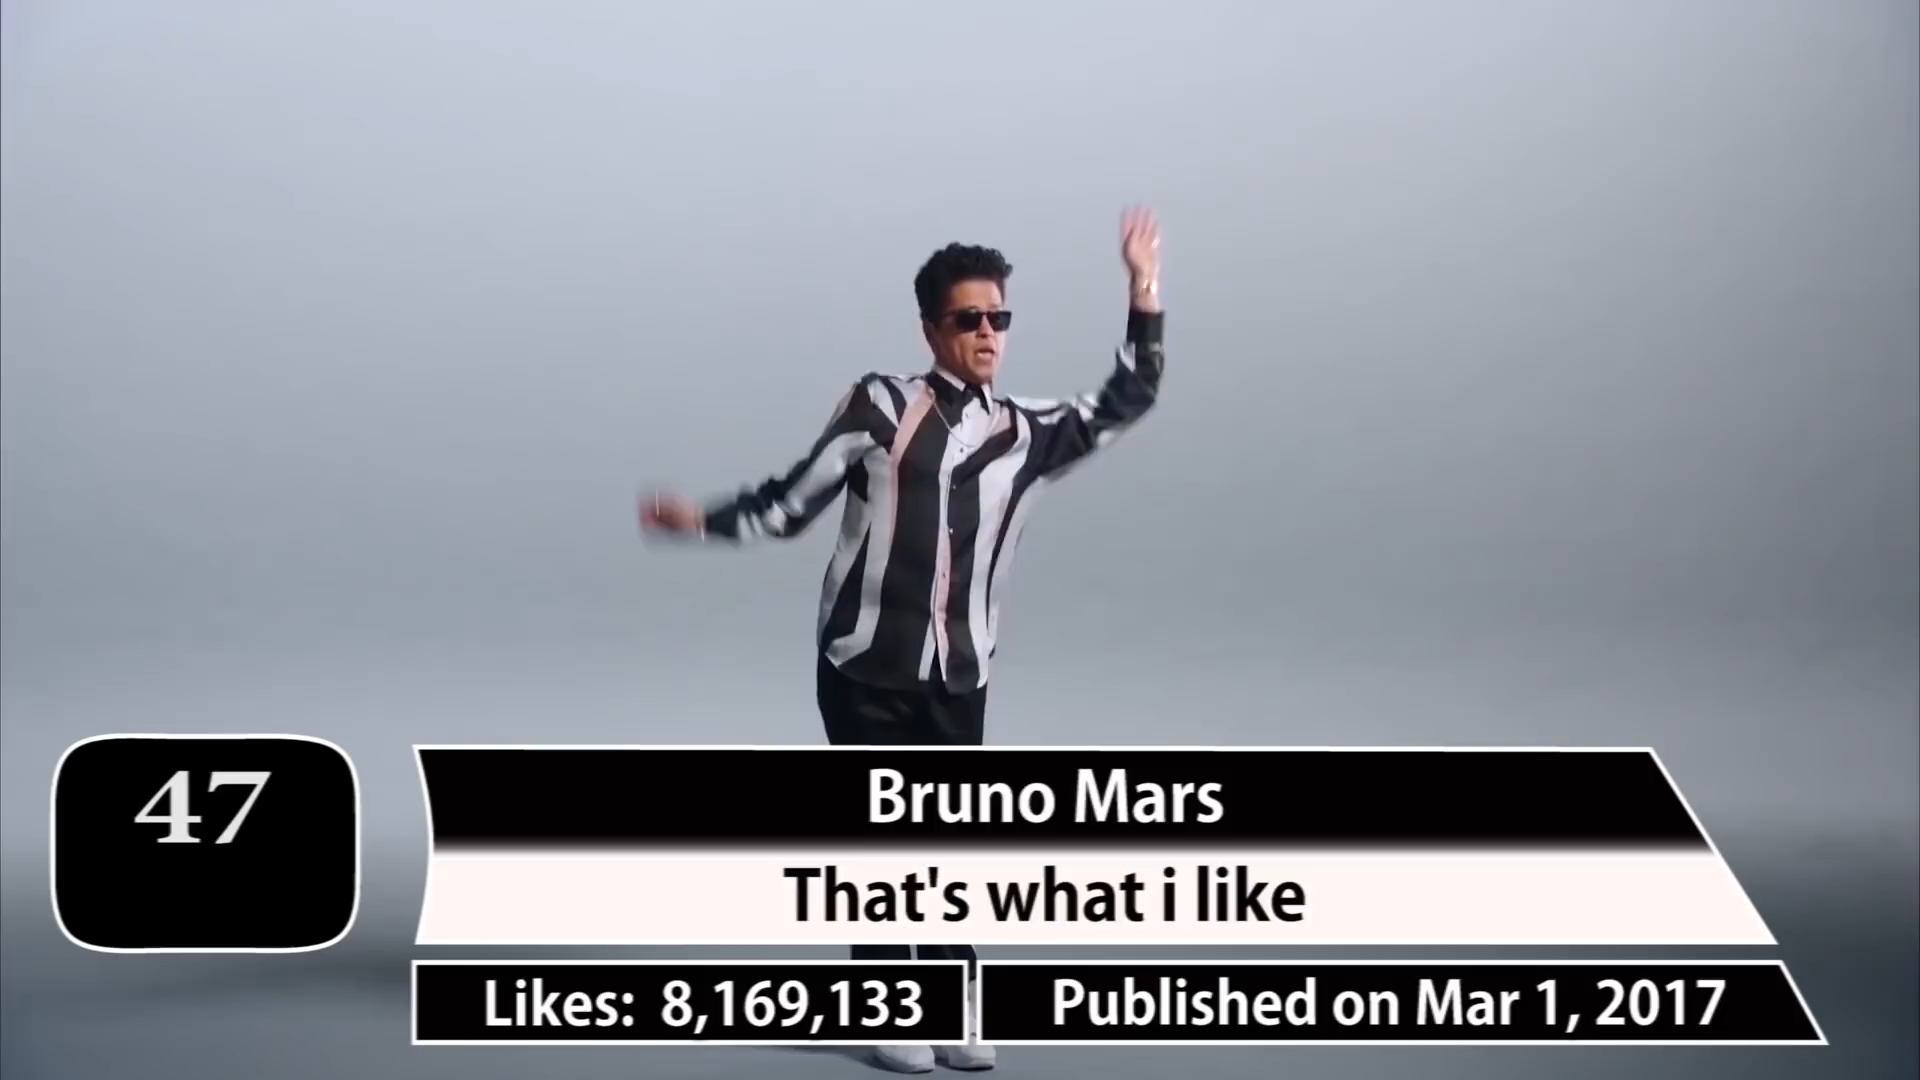 47
Bruno Mars
That's what i like
Likes: 8,169,133
Published on Mar 1, 2017